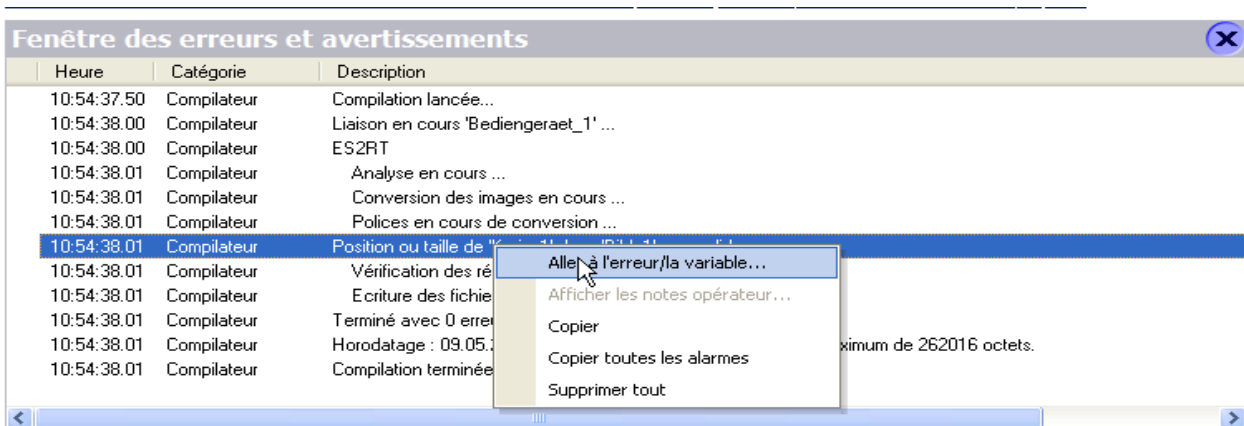 Fenêtre des erreurs et avertissements
Heure Catégorie Description
10:54:37.50 Compilateur Compilation lancée...
10:54:38.00 Compilateur Liaison en cours 'Bediengeraet_1' ...
10:54:38.00 Compilateur ES2RT
10:54:38.01 Compilateur Analyse en cours ...
10:54:38.01 Compilateur Conversion des images en cours ...
10:54:38.01 Compilateur Polices en cours de conversion ...
10:54:38.01 Compilateur Position ou taille de
10:54:38.01 Compilateur Vérification des
10:54:38.01 Compilateur Ecriture des
10:54:38.01 Compilateur Terminé avec 0
10:54:38.01 Compilateur Horodatage : 09.05. de 262016 octets.
10:54:38.01 Compilateur Compilation terminée
Aller à l'erreur/la variable...
Afficher les notes opérateur...
Copier
Copier toutes les alarmes
Supprimer tout